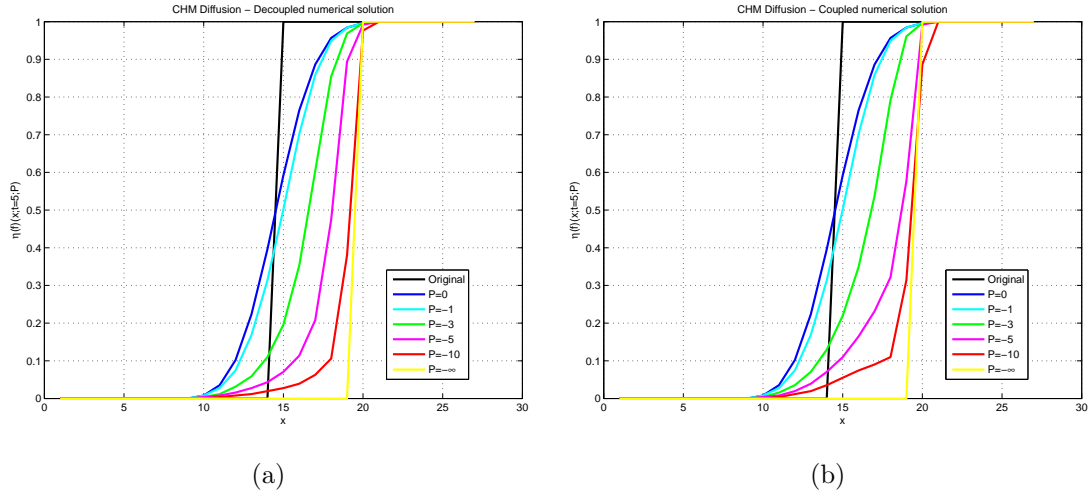 CHM Diffusion − Decoupled numerical solution
1
0.9
0.8
0.7
0.6
0.5
0.4
0.3
0.2
0.1
0
η(f)(x;t=5;P)
Original
P=0
P=−1
P=−3
P=−5
P=−10
P=−∞
0 5 10 15 20 25 30
x
(a)
CHM Diffusion − Coupled numerical solution
1
0.9
0.8
0.7
0.6
0.5
0.4
0.3
0.2
0.1
0
η(f)(x;t=5;P)
Original
P=0
P=−1
P=−3
P=−5
P=−10
P=−∞
0 5 10 15 20 25 30
x
(b)